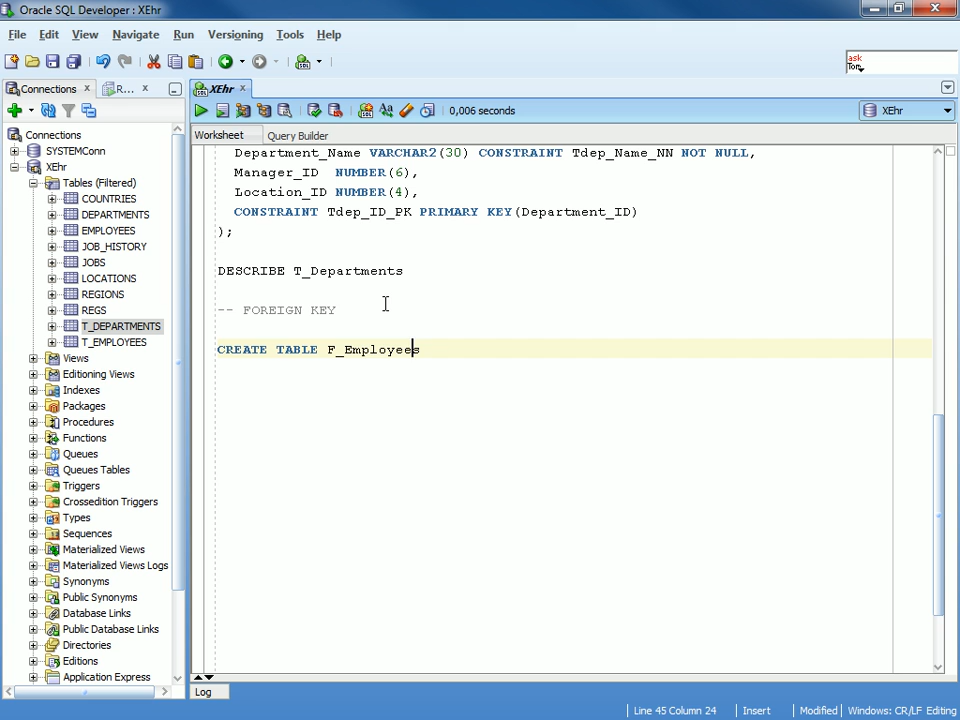 Oracle SQL Developer : XEhr
File Edit View Navigate Run Versioning Tools Help
ask
Tom
Connections R...
XEhr
0,006 seconds
XEhr
Worksheet Query Builder
Connections
SYSTEMConn
XEhr
Tables (Filtered)
COUNTRIES
DEPARTMENTS
EMPLOYEES
JOB_HISTORY
JOBS
LOCATIONS
REGIONS
REGS
T_DEPARTMENTS
T_EMPLOYEES
Views
Editioning Views
Indexes
Packages
Procedures
Functions
Queues
Queues Tables
Triggers
Crossedition Triggers
Types
Sequences
Materialized Views
Materialized Views Logs
Synonyms
Public Synonyms
Database Links
Public Database Links
Directories
Editions
Application Express
Department_Name VARCHAR2(30) CONSTRAINT Tdep_Name_NN NOT NULL,
Manager_ID NUMBER(6),
Location_ID NUMBER(4),
CONSTRAINT Tdep_ID_PK PRIMARY KEY(Department_ID)
);
DESCRIBE T_Departments
-- FOREIGN KEY
CREATE TABLE F_Employees
Log
Line 45 Column 24 Insert Modified Windows: CR/LF Editing